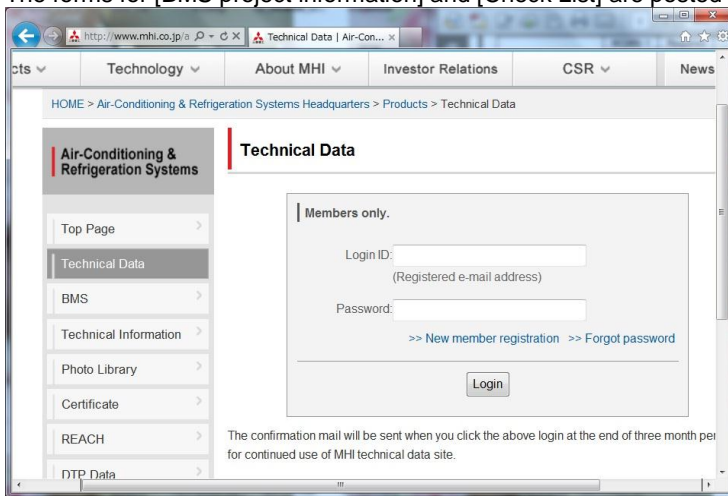 The forms for [BMS project information] and [Check List] are posted
http://www.mhi.co.jp/a
Technical Data | Air-Con... ×
Technology
About MHI
Investor Relations
CSR
News
HOME > Air-Conditioning & Refrigeration Systems Headquarters > Products > Technical Data
Air-Conditioning &
Refrigeration Systems
Top Page
Technical Data
BMS
Technical Information
Photo Library
Certificate
REACH
DTP Data
Technical Data
Members only.
Login ID:
(Registered e-mail address)
Password:
>> New member registration >> Forgot password
Login
The confirmation mail will be sent when you click the above login at the end of three month per
for continued use of MHI technical data site.